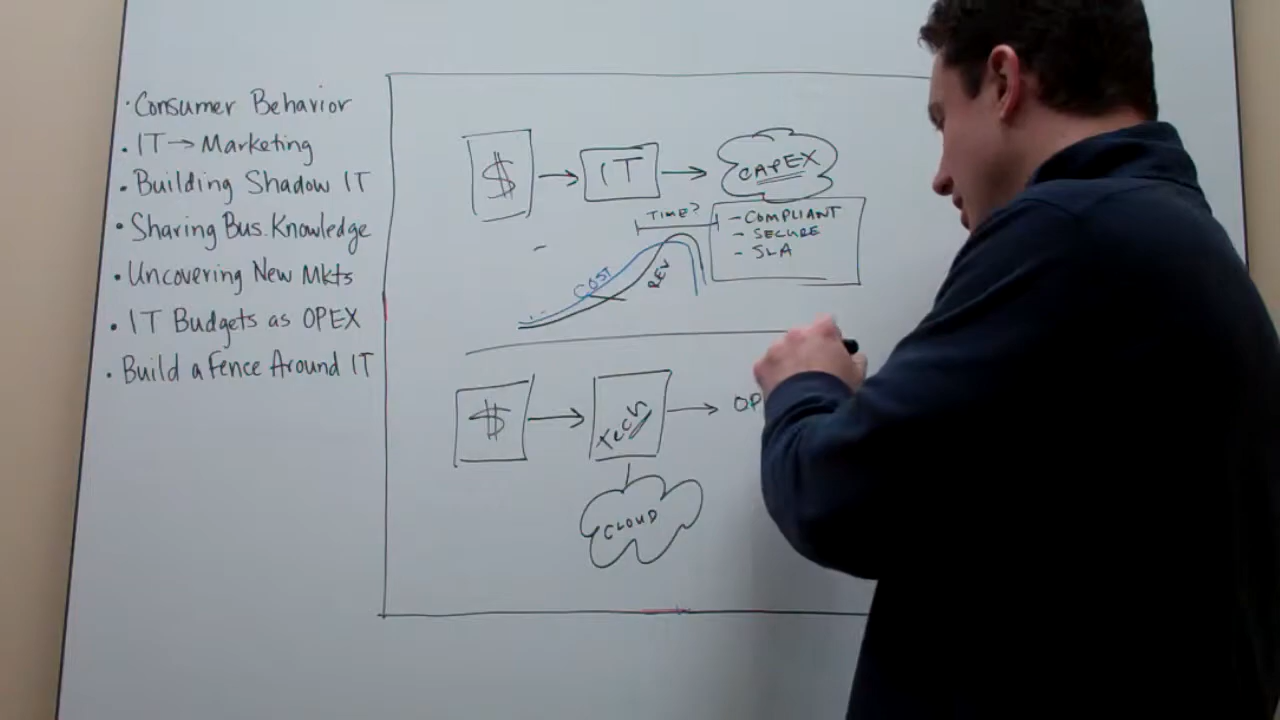 · Consumer Behavior
· IT → Marketing
· Building Shadow IT
· Sharing Bus. Knowledge
· Uncovering New Mkts
· IT Budgets as OPEX
· Build a Fence Around IT
$ → IT → CAPEX
TIME?
- COMPLIANT
- SECURE
- SLA
COST
REV
$ → Tech → OP
CLOUD